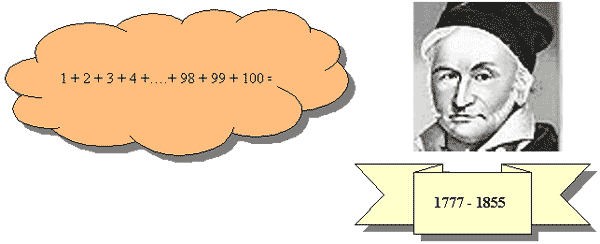 1 + 2 + 3 + 4 +....+ 98 + 99 + 100 =
1777 - 1855